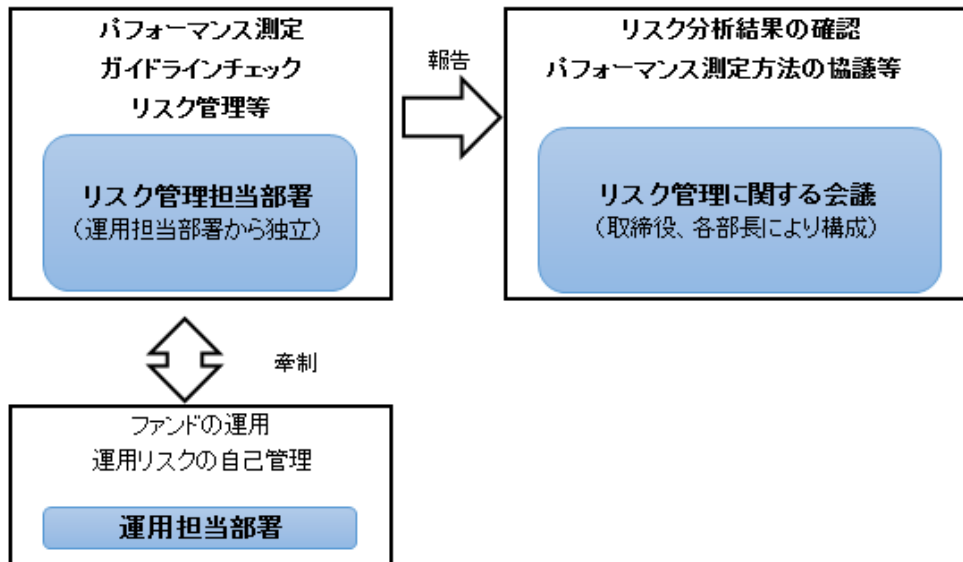 パフォーマンス測定
ガイドラインチェック
リスク管理等
リスク管理担当部署
（運用担当部署から独立）
報告
リスク分析結果の確認
パフォーマンス測定方法の協議等
リスク管理に関する会議
（取締役、各部長により構成）
牽制
ファンドの運用
運用リスクの自己管理
運用担当部署